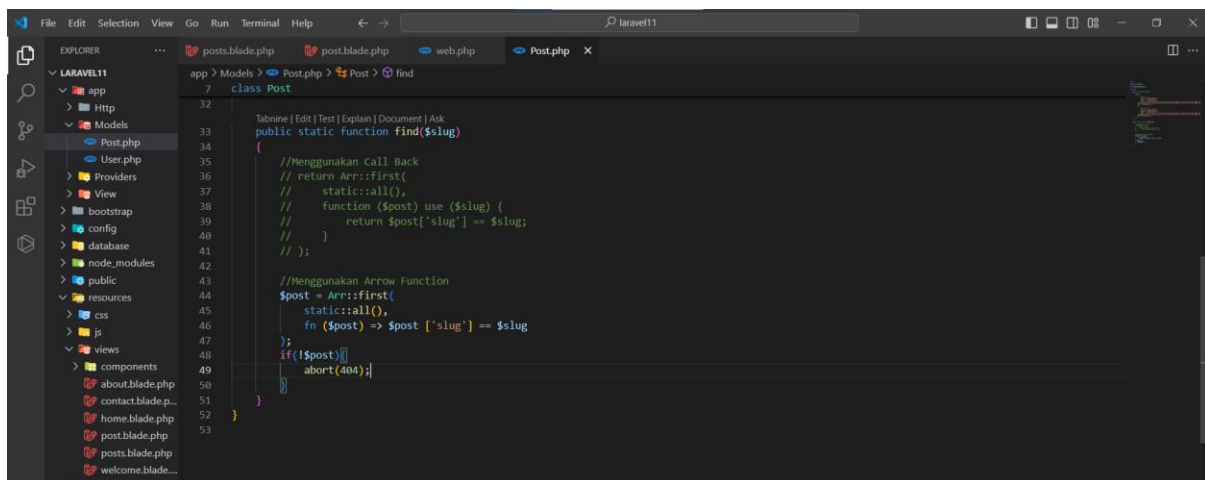 File Edit Selection View Go Run Terminal Help
laravel11
EXPLORER
posts.blade.php
post.blade.php
web.php
Post.php
LARAVEL11
app
Http
Models
Post.php
User.php
Providers
View
bootstrap
config
database
node_modules
public
resources
css
js
views
components
about.blade.php
contact.blade.p...
home.blade.php
post.blade.php
posts.blade.php
welcome.blade....
app > Models > Post.php > Post > find
7 class Post
32
Tabnine | Edit | Test | Explain | Document | Ask
33 public static function find($slug)
34 {
35 //Menggunakan Call Back
36 // return Arr::first(
37 // static::all(),
38 // function ($post) use ($slug) {
39 // return $post['slug'] == $slug;
40 // }
41 // );
42
43 //Menggunakan Arrow Function
44 $post = Arr::first(
45 static::all(),
46 fn ($post) => $post ['slug'] == $slug
47 );
48 if(!$post){
49 abort(404);
50 }
51 }
52 }
53